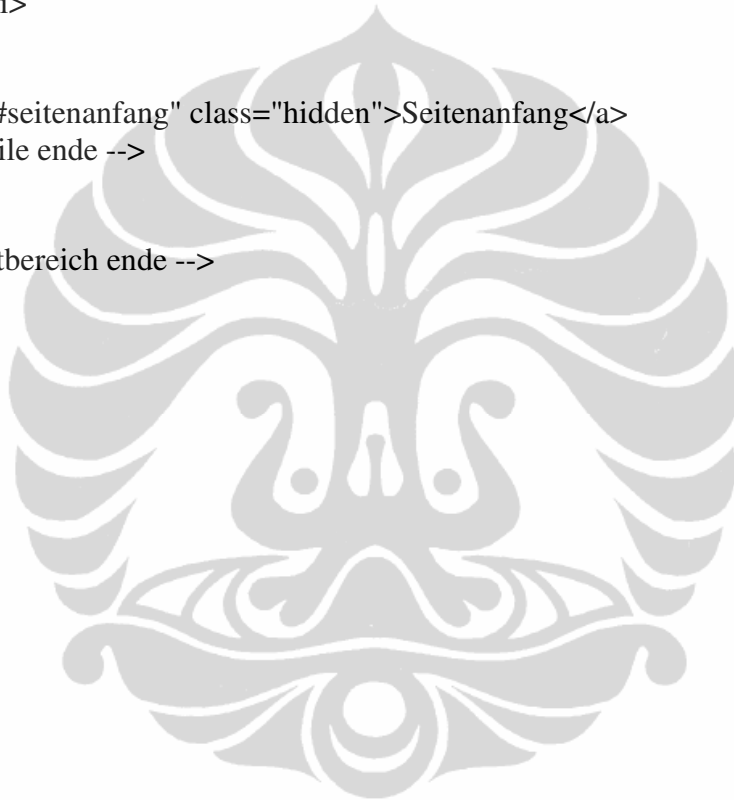 i>
#seitenanfang" class="hidden">Seitenanfang</a>
ile ende -->
tbereich ende -->